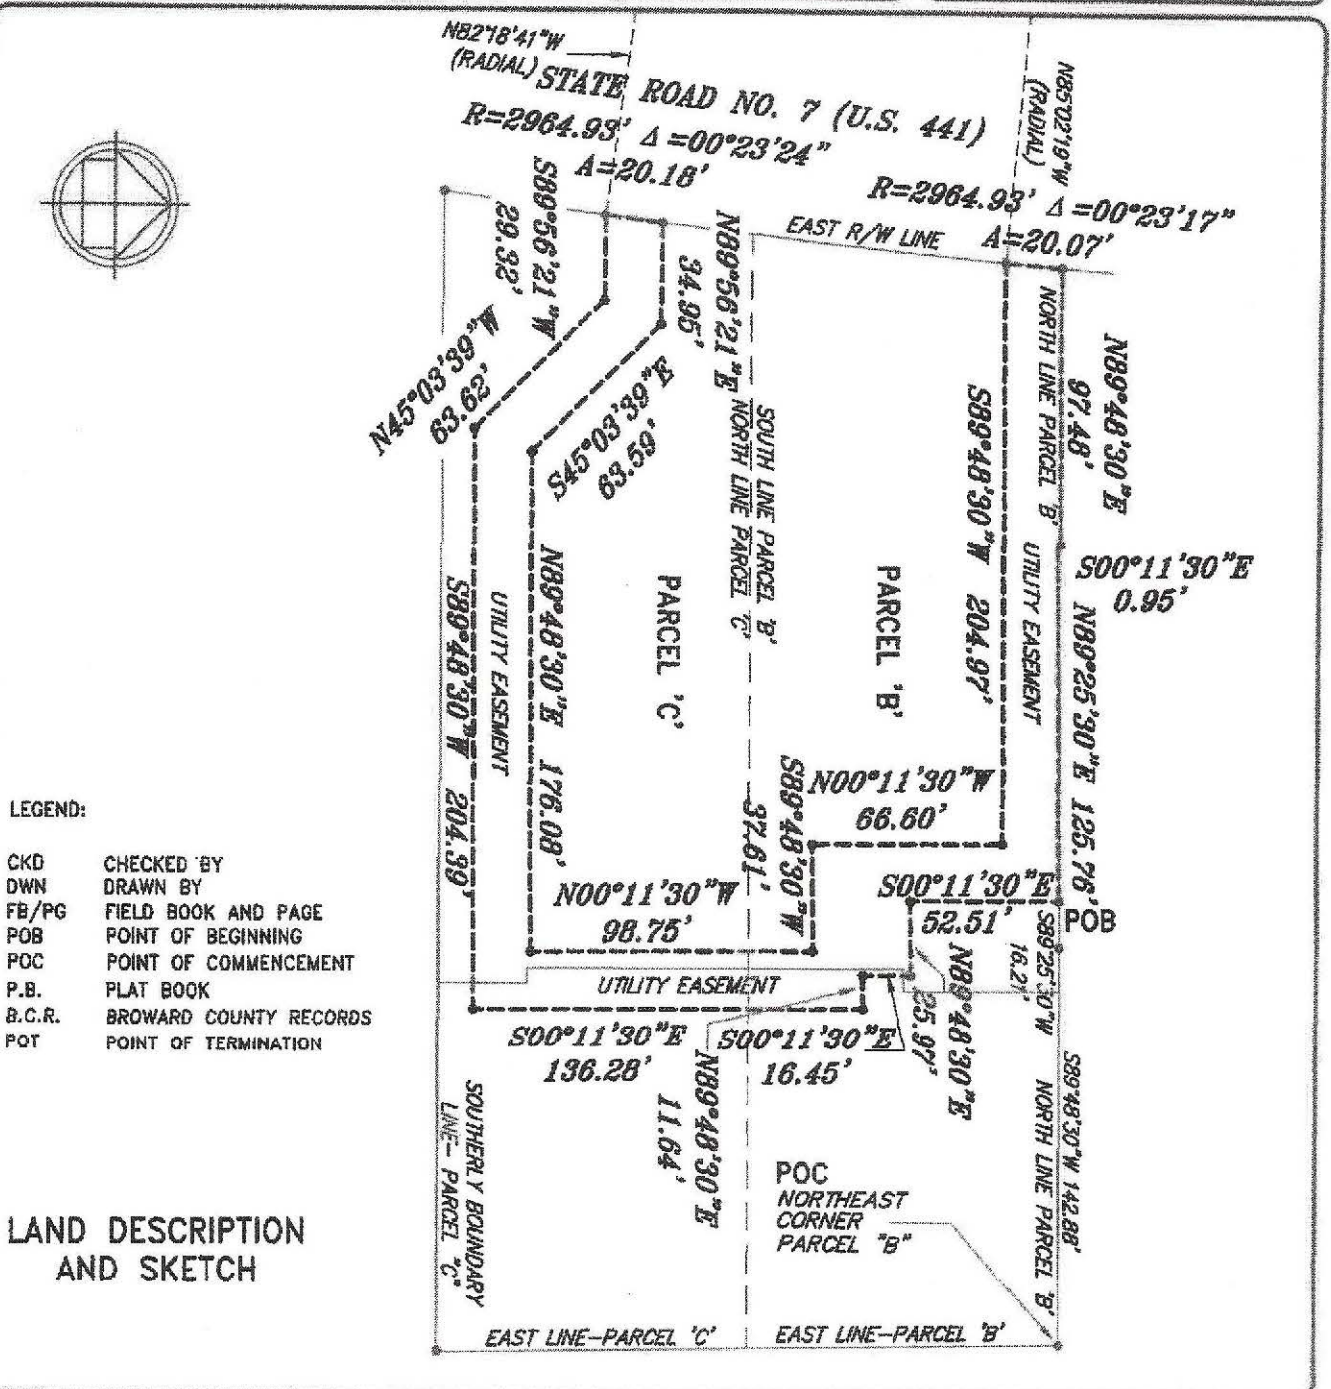 N82°18'41"W
(RADIAL)
STATE ROAD NO. 7 (U.S. 441)
R=2964.93' Δ=00°23'24"
A=20.18'
N85°02'19"W
(RADIAL)
R=2964.93' Δ=00°23'17"
A=20.07'
EAST R/W LINE
S89°56'21"W
29.32'
N89°56'21"E
34.95'
N45°03'39"W
63.62'
S45°03'39"E
63.59'
NORTH LINE PARCEL 'B'
N89°48'30"E
97.48'
S89°48'30"W 204.97'
SOUTH LINE PARCEL 'B'
NORTH LINE PARCEL 'C'
UTILITY EASEMENT
S00°11'30"E
0.95'
N89°25'30"E 125.76'
PARCEL 'B'
PARCEL 'C'
N89°48'30"E 176.08'
UTILITY EASEMENT
S89°48'30"W 204.39'
N00°11'30"W
66.60'
S89°48'30"W
37.61'
N00°11'30"W
98.75'
S00°11'30"E
52.51'
POB
S89°25'30"W
16.21'
N89°48'30"E
25.97'
UTILITY EASEMENT
S00°11'30"E
136.28'
S00°11'30"E
16.45'
N89°48'30"E
11.64'
S89°48'30"W 142.88'
NORTH LINE PARCEL 'B'
LEGEND:
CKD CHECKED BY
DWN DRAWN BY
FB/PG FIELD BOOK AND PAGE
POB POINT OF BEGINNING
POC POINT OF COMMENCEMENT
P.B. PLAT BOOK
B.C.R. BROWARD COUNTY RECORDS
POT POINT OF TERMINATION
SOUTHERLY BOUNDARY
LINE- PARCEL "C"
POC
NORTHEAST
CORNER
PARCEL "B"
LAND DESCRIPTION
AND SKETCH
EAST LINE-PARCEL 'C'
EAST LINE-PARCEL 'B'